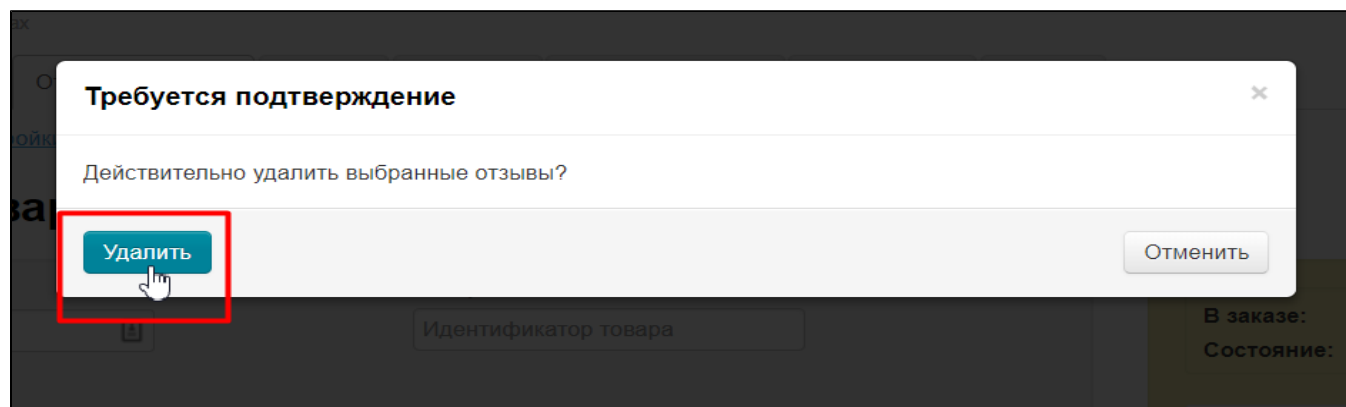 Требуется подтверждение
×
Действительно удалить выбранные отзывы?
Удалить
Отменить
Идентификатор товара
В заказе:
Состояние: